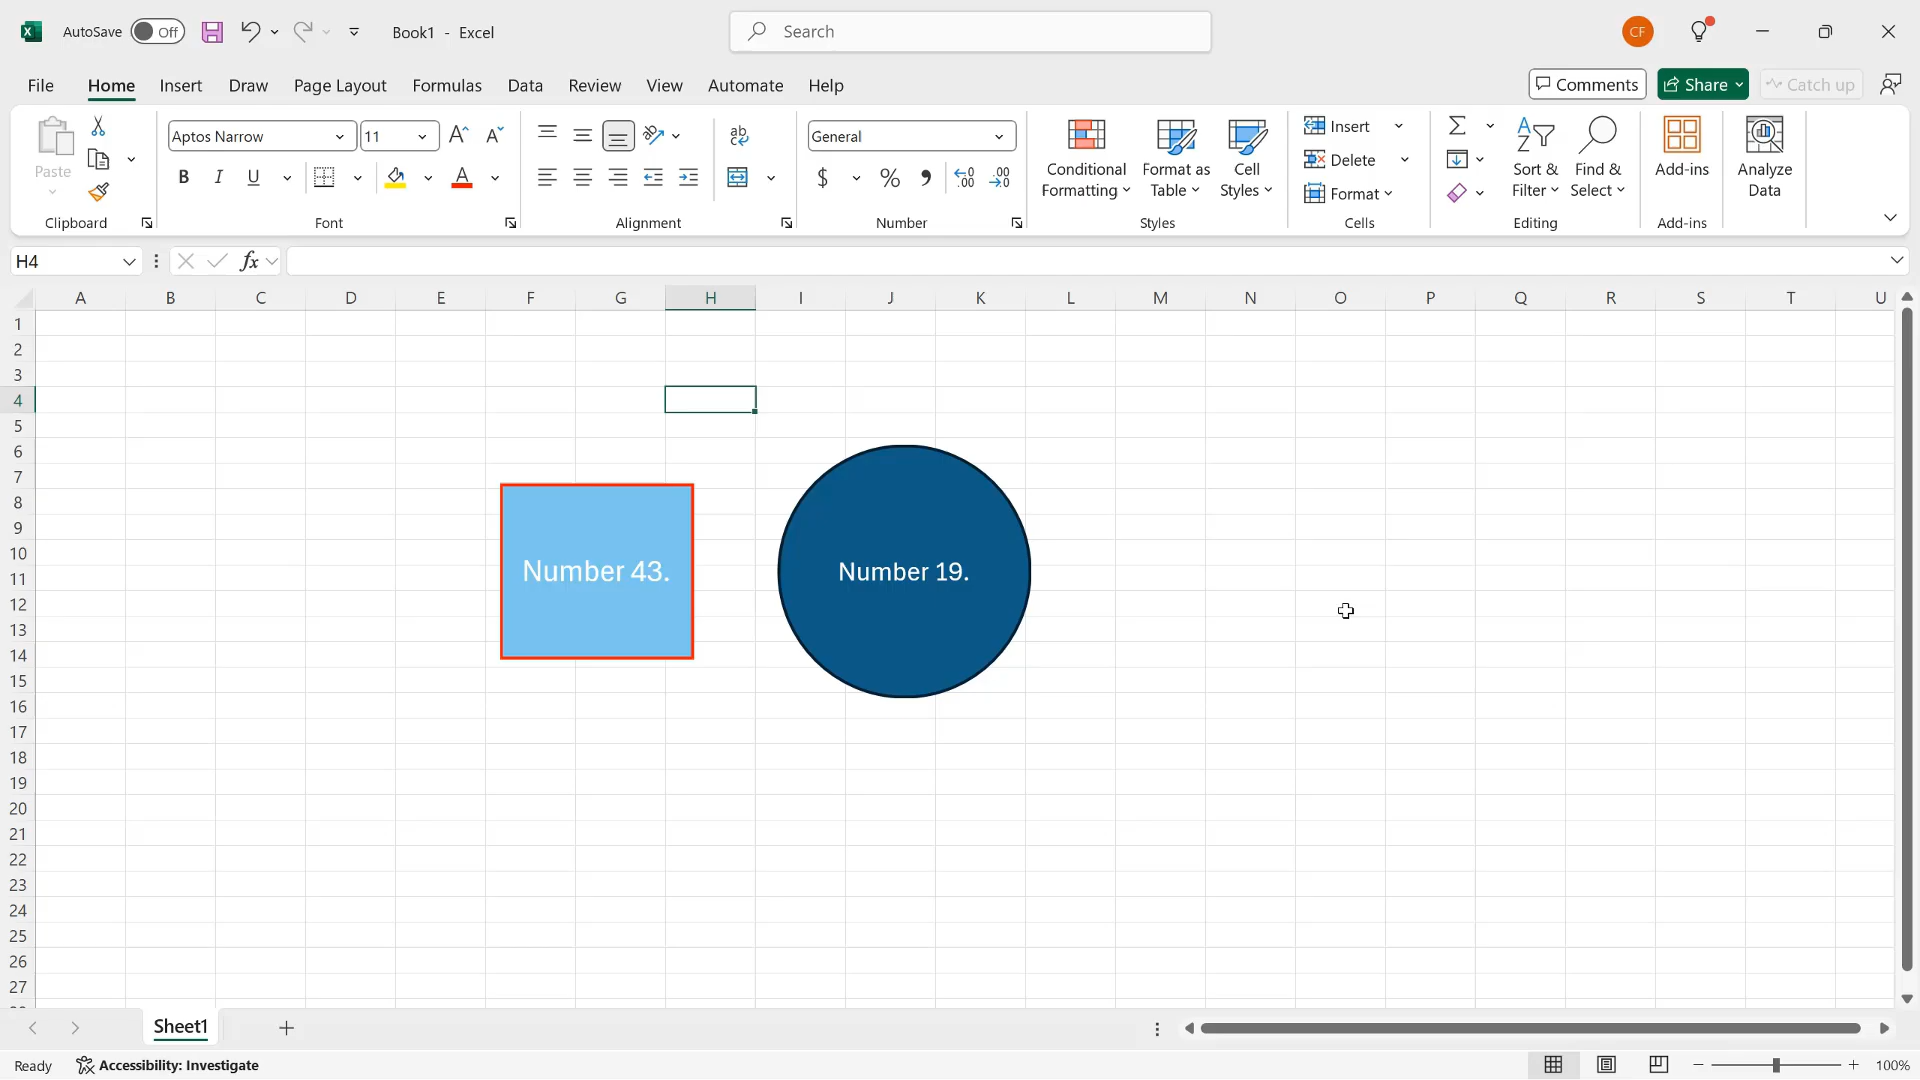 AutoSave Off Book1 - Excel Search CF
File Home Insert Draw Page Layout Formulas Data Review View Automate Help Comments Share Catch up
Paste
Clipboard
Aptos Narrow 11
B I U A
Font
ab
Alignment
General
$ % , .00 .00
Number
Conditional Formatting
Format as Table
Cell Styles
Styles
Insert
Delete
Format
Cells
Σ
Sort & Filter
Find & Select
Editing
Add-ins
Add-ins
Analyze Data
H4 fx
A B C D E F G H I J K L M N O P Q R S T U
1
2
3
4
5
6
7
8
9
10
11
12
13
14
15
16
17
18
19
20
21
22
23
24
25
26
27
Number 43.
Number 19.
Sheet1
Ready Accessibility: Investigate 100%